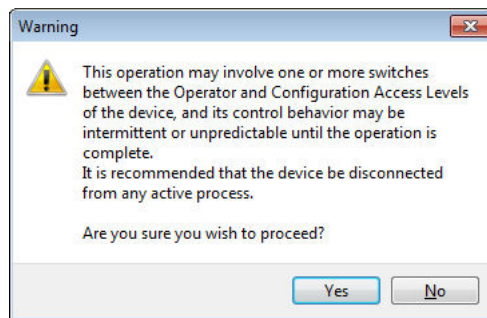 Warning
This operation may involve one or more switches
between the Operator and Configuration Access Levels
of the device, and its control behavior may be
intermittent or unpredictable until the operation is
complete.
It is recommended that the device be disconnected
from any active process.
Are you sure you wish to proceed?
Yes
No